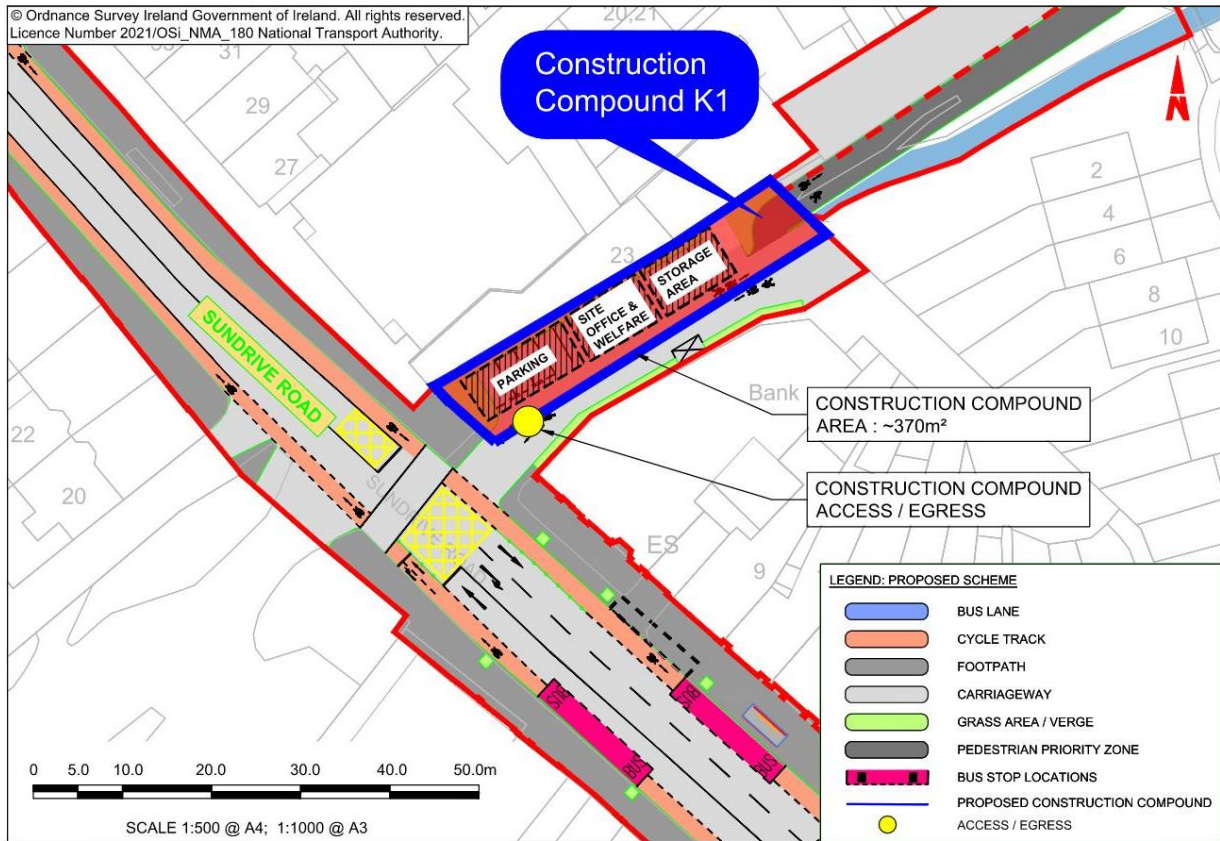 © Ordnance Survey Ireland Government of Ireland. All rights reserved.
Licence Number 2021/OSi_NMA_180 National Transport Authority.
20,21
31
29
27
Construction
Compound K1
N
2
4
6
8
10
23
STORAGE
AREA
SITE
OFFICE &
WELFARE
PARKING
SUNDRIVE ROAD
Bank
CONSTRUCTION COMPOUND
AREA : ~370m²
CONSTRUCTION COMPOUND
ACCESS / EGRESS
22
20
ES
9
BUS
BUS
BUS
BUS
0 5.0 10.0 20.0 30.0 40.0 50.0m
SCALE 1:500 @ A4; 1:1000 @ A3
LEGEND: PROPOSED SCHEME
BUS LANE
CYCLE TRACK
FOOTPATH
CARRIAGEWAY
GRASS AREA / VERGE
PEDESTRIAN PRIORITY ZONE
BUS STOP LOCATIONS
PROPOSED CONSTRUCTION COMPOUND
ACCESS / EGRESS